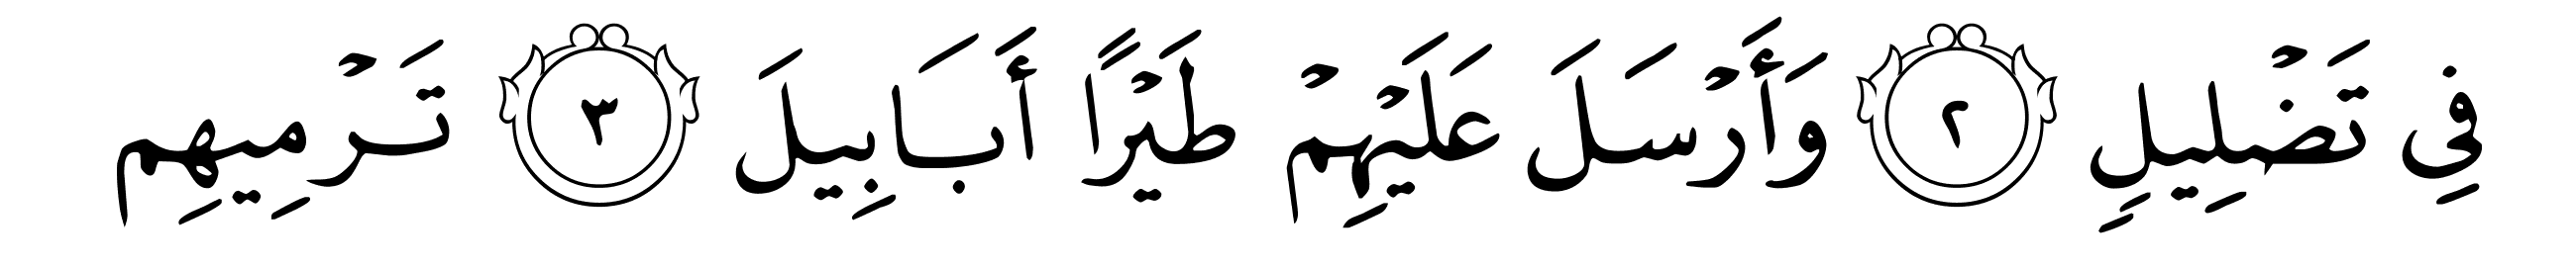 فِي تَضْلِيلٍ ٢ وَأَرْسَلَ عَلَيْهِمْ طَيْرًا أَبَابِيلَ ٣ تَرْمِيهِم